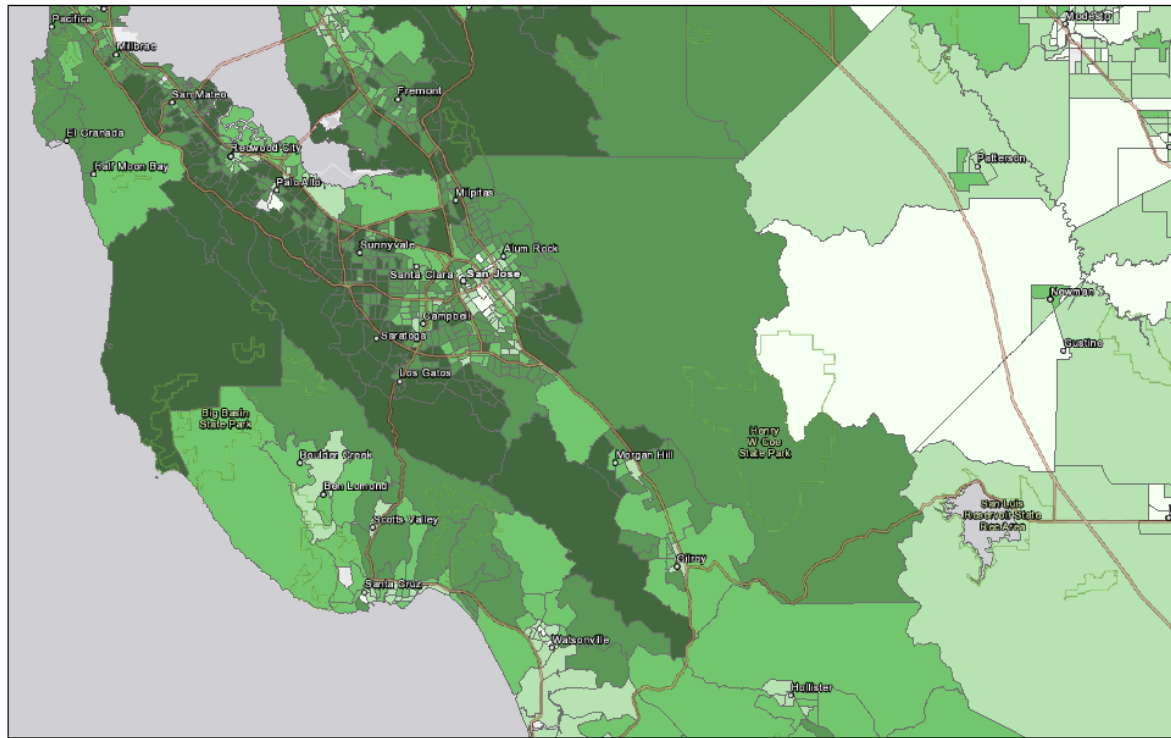 Pacifica
Modesto
Millbrae
San Mateo
Fremont
El Granada
Redwood City
Half Moon Bay
Patterson
Palo Alto
Milpitas
Sunnyvale
Alum Rock
Santa Clara
San Jose
Newman
Campbell
Saratoga
Gustine
Los Gatos
Big Basin
State Park
Henry
W Coe
State Park
Boulder Creek
Morgan Hill
Ben Lomond
San Luis
Reservoir State
Rec Area
Scotts Valley
Gilroy
Santa Cruz
Watsonville
Hollister